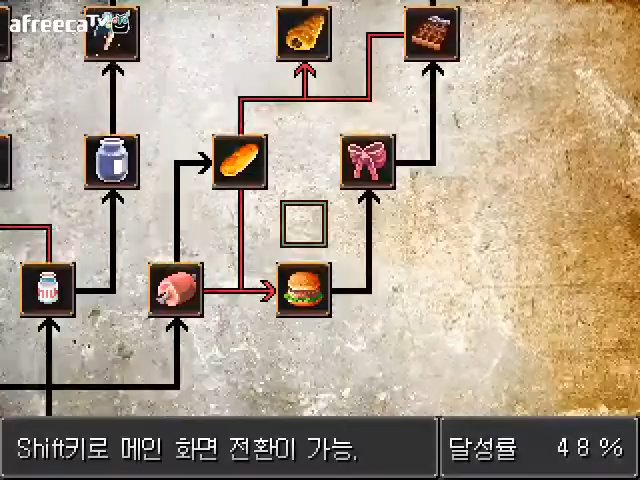 afreecaTV
Shift키로 메인 화면 전환이 가능.
달성률 48%